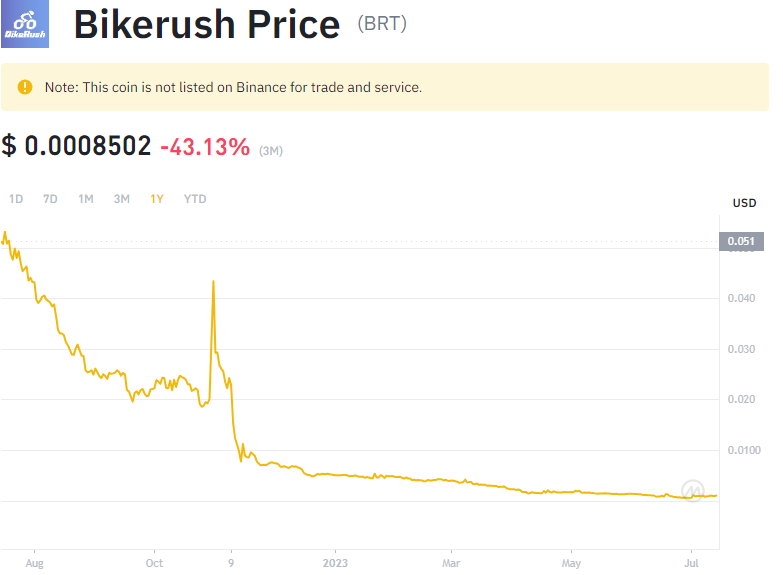 BikeRush
Bikerush Price (BRT)
Note: This coin is not listed on Binance for trade and service.
$ 0.0008502 -43.13% (3M)
1D 7D 1M 3M 1Y YTD
USD
0.051
0.040
0.030
0.020
0.0100
Aug Oct 9 2023 Mar May Jul